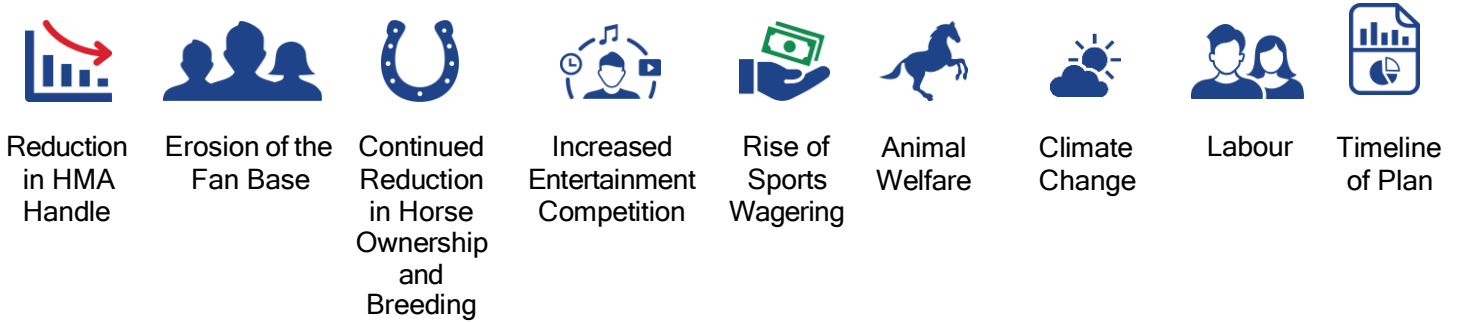 Reduction
in HMA
Handle
Erosion of the
Fan Base
Continued
Reduction
in Horse
Ownership
and
Breeding
Increased
Entertainment
Competition
Rise of
Sports
Wagering
Animal
Welfare
Climate
Change
Labour
Timeline
of Plan